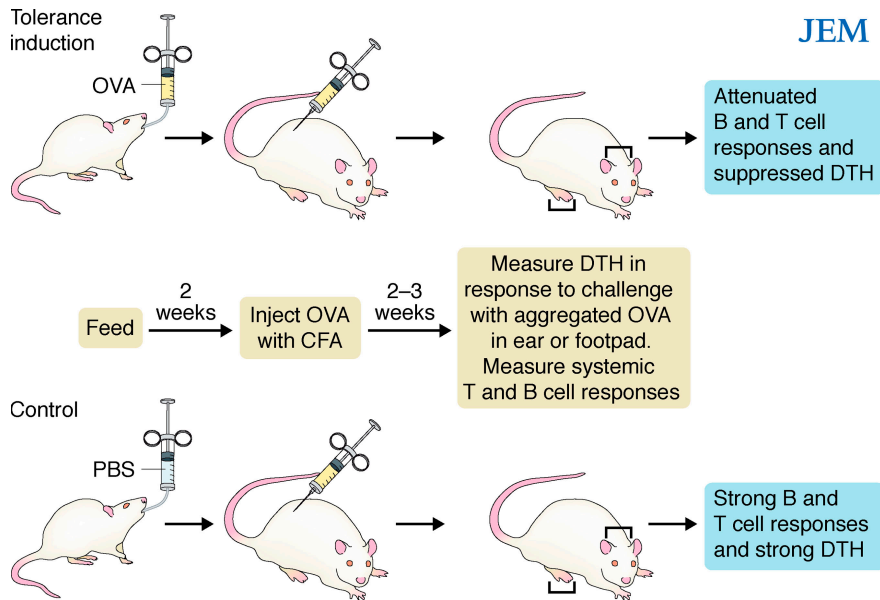 Tolerance
induction
JEM
OVA
Attenuated
B and T cell
responses and
suppressed DTH
Feed
2
weeks
Inject OVA
with CFA
2–3
weeks
Measure DTH in
response to challenge
with aggregated OVA
in ear or footpad.
Measure systemic
T and B cell responses
Control
PBS
Strong B and
T cell responses
and strong DTH